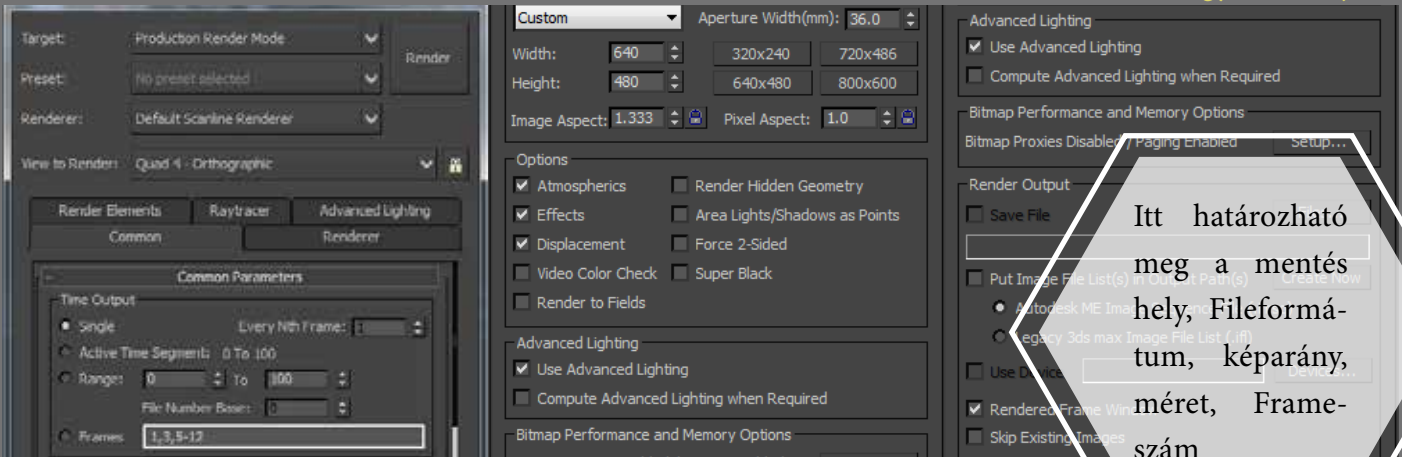 Target: Production Render Mode
Render
Preset: No preset selected
Renderer: Default Scanline Renderer
View to Render: Quad 4 - Orthographic
Render Elements Raytracer Advanced Lighting
Common Renderer
Common Parameters
Time Output
Single Every Nth Frame: 1
Active Time Segment: 0 To 100
Range: 0 To 100
File Number Base: 0
Frames 1,3,5-12
Custom Aperture Width(mm): 36.0
Width: 640 320x240 720x486
Height: 480 640x480 800x600
Image Aspect: 1.333 Pixel Aspect: 1.0
Options
Atmospherics Render Hidden Geometry
Effects Area Lights/Shadows as Points
Displacement Force 2-Sided
Video Color Check Super Black
Render to Fields
Advanced Lighting
Use Advanced Lighting
Compute Advanced Lighting when Required
Bitmap Performance and Memory Options
Advanced Lighting
Use Advanced Lighting
Compute Advanced Lighting when Required
Bitmap Performance and Memory Options
Bitmap Proxies Disabled / Paging Enabled Setup...
Render Output
Save File
Put Image File List(s) in Output Path(s) Create Now
Autodesk ME Image
Legacy 3ds max Image File List (.ifl)
Use Device Devices...
Rendered Frame Window
Skip Existing Images
Itt határozható
meg a mentés
hely, Fileformá-
tum, képarány,
méret, Frame-
szám